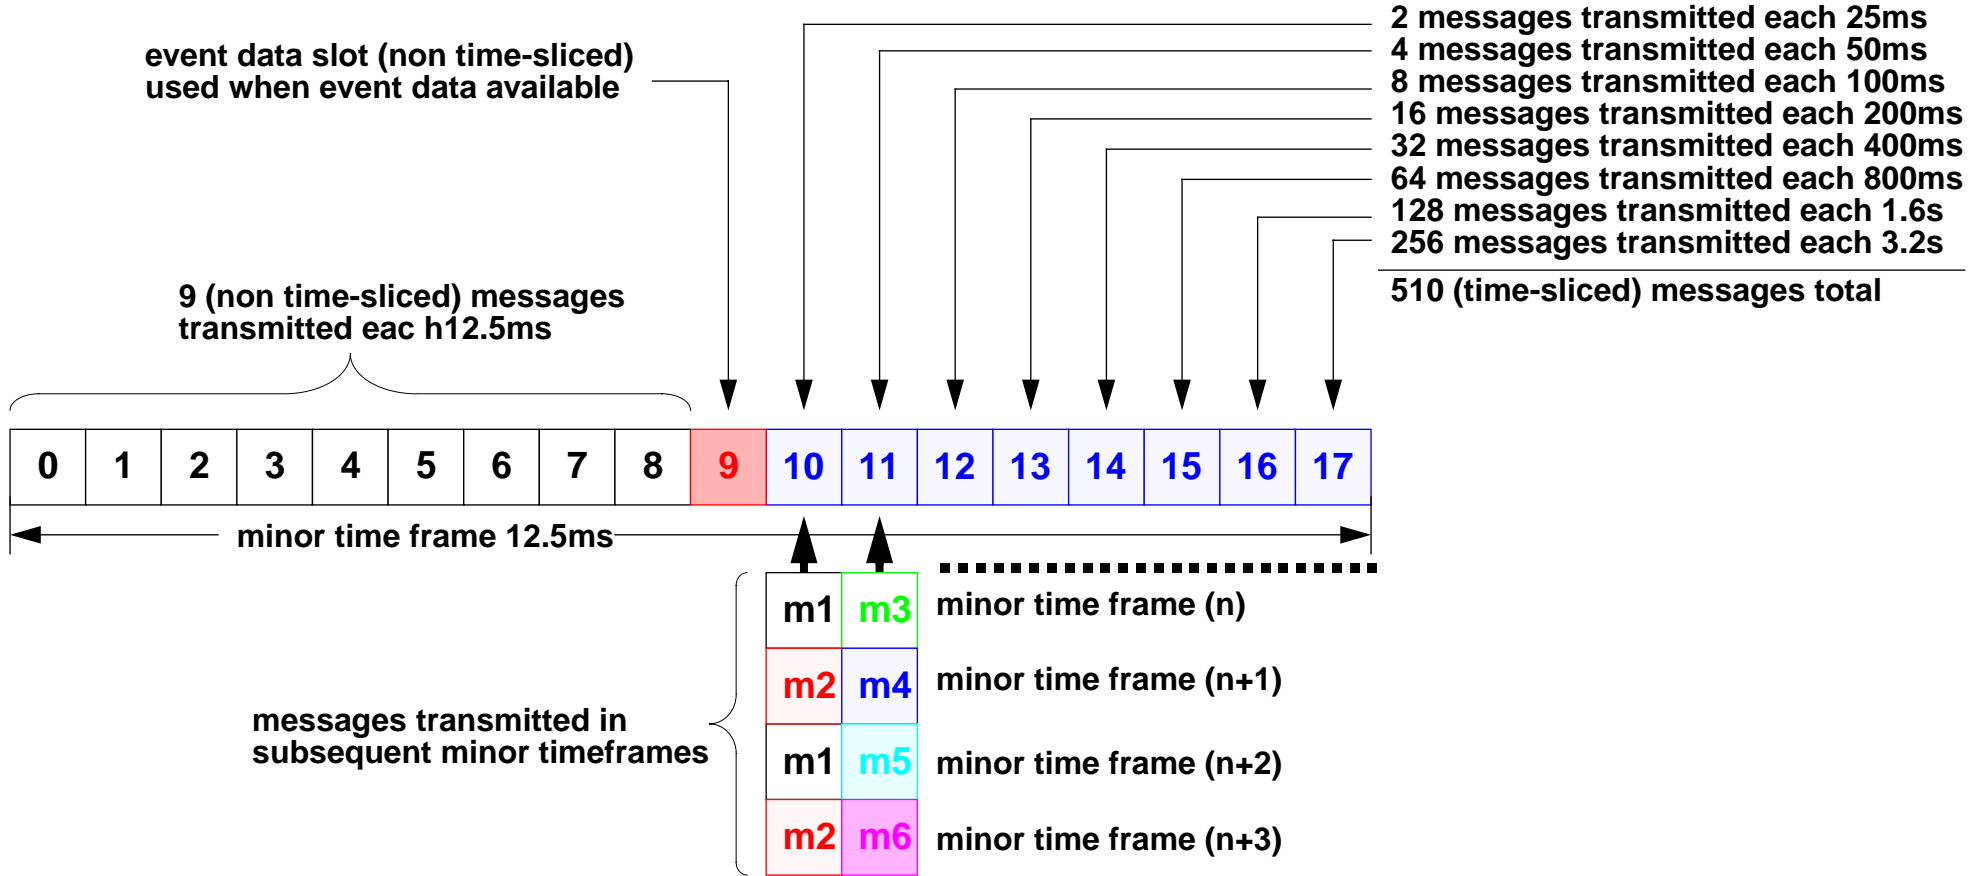 2 messages transmitted each 25ms
4 messages transmitted each 50ms
8 messages transmitted each 100ms
16 messages transmitted each 200ms
32 messages transmitted each 400ms
64 messages transmitted each 800ms
128 messages transmitted each 1.6s
256 messages transmitted each 3.2s
510 (time-sliced) messages total
event data slot (non time-sliced)
used when event data available
9 (non time-sliced) messages
transmitted eac h12.5ms
0 1 2 3 4 5 6 7 8 9 10 11 12 13 14 15 16 17
minor time frame 12.5ms
m1 m3 minor time frame (n)
m2 m4 minor time frame (n+1)
m1 m5 minor time frame (n+2)
m2 m6 minor time frame (n+3)
messages transmitted in
subsequent minor timeframes